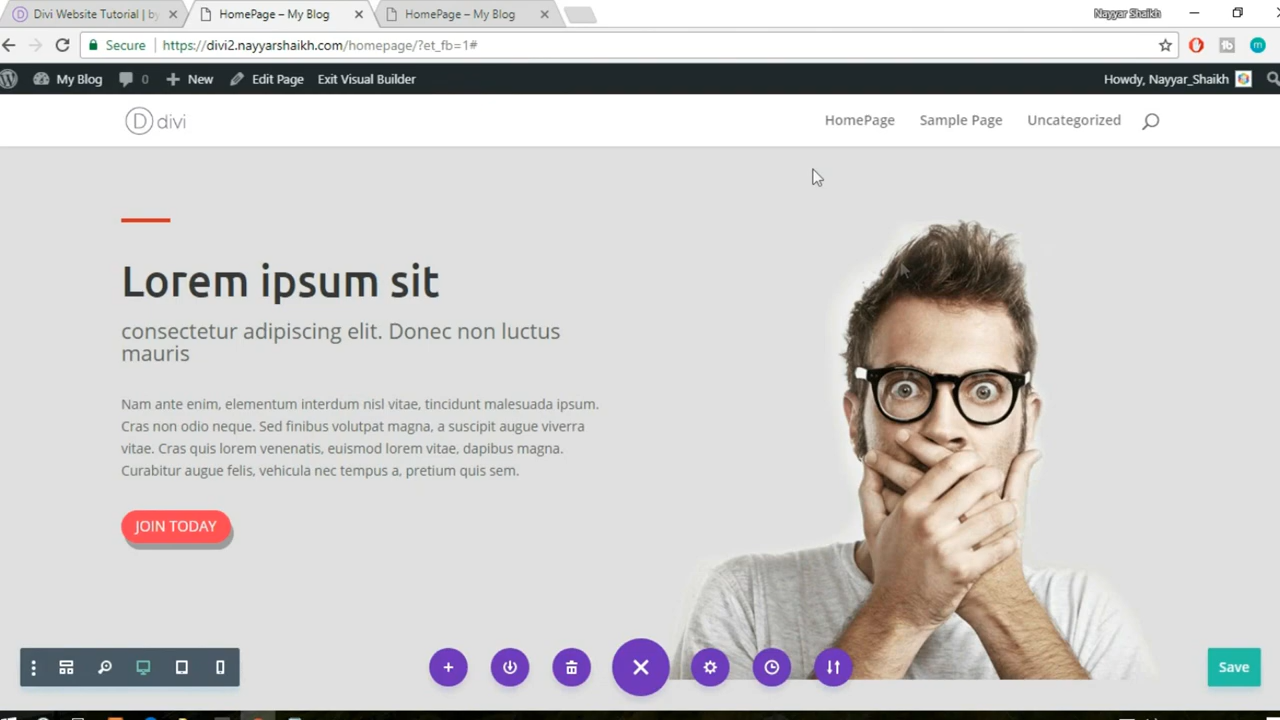 Divi Website Tutorial | by
HomePage – My Blog
HomePage – My Blog
Nayyar Shaikh
Secure
https://divi2.nayyarshaikh.com/homepage/?et_fb=1#
My Blog
0
New
Edit Page
Exit Visual Builder
Howdy, Nayyar_Shaikh
D divi
HomePage
Sample Page
Uncategorized
Lorem ipsum sit
consectetur adipiscing elit. Donec non luctus
mauris
Nam ante enim, elementum interdum nisl vitae, tincidunt malesuada ipsum.
Cras non odio neque. Sed finibus volutpat magna, a suscipit augue viverra
vitae. Cras quis lorem venenatis, euismod lorem vitae, dapibus magna.
Curabitur augue felis, vehicula nec tempus a, pretium quis sem.
JOIN TODAY
Save